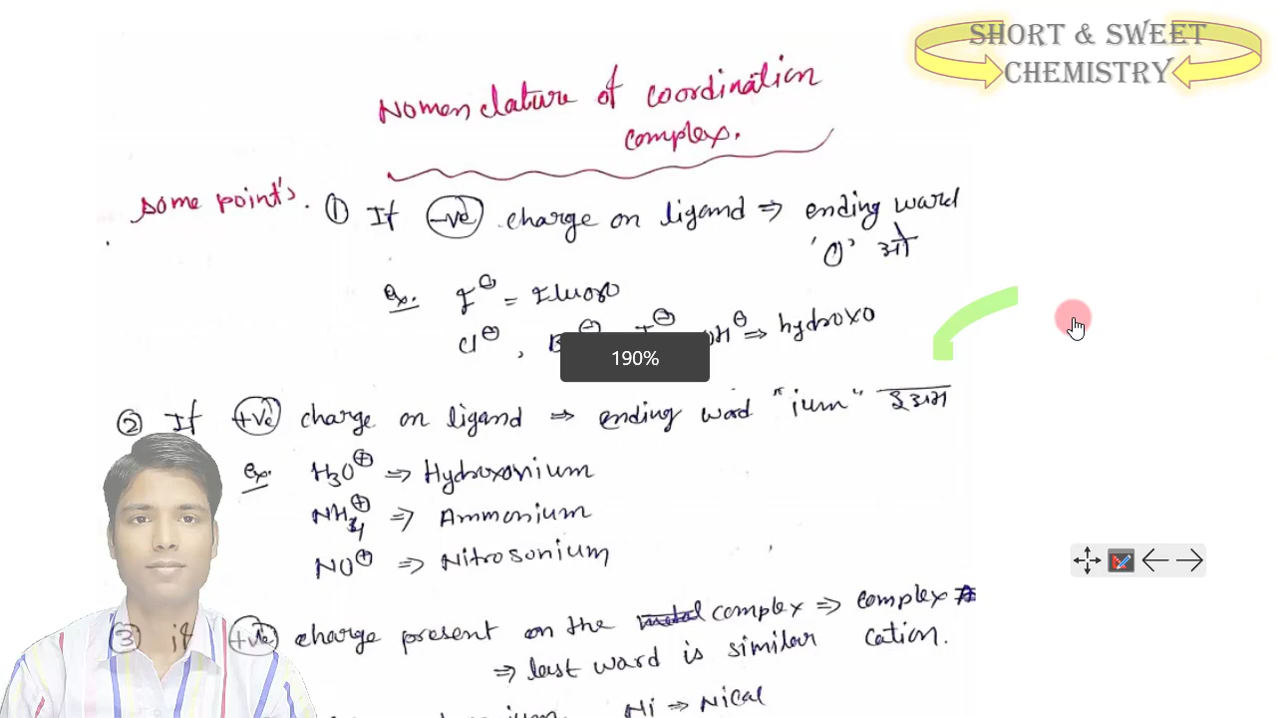 SHORT & SWEET
CHEMISTRY
Nomenclature of coordination
complex.
some point's. ① If -ve charge on ligand ⇒ ending ward
'O' ओ
ex. F⊖ = Fluoro
Cl⊖, I⊖ OH⊖ ⇒ hydroxo
190%
② If +ve charge on ligand ⇒ ending word "ium" इअम
ex. H3O⊕ ⇒ Hydroxonium
NH4⊕ ⇒ Ammonium
NO⊕ ⇒ Nitrosonium
③ if +ve charge present on the metal complex ⇒ complex
⇒ last ward is similar cation.
Ni ⇒ Nical